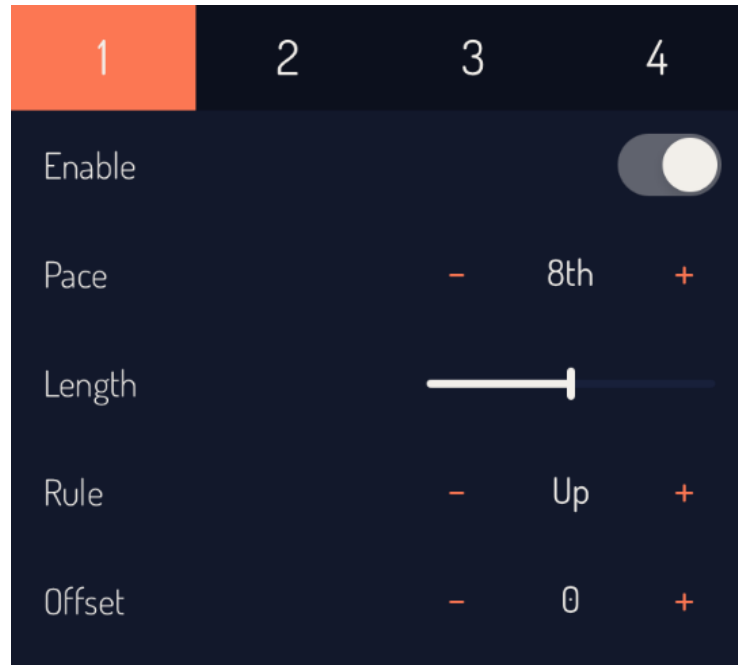 1 2 3 4
Enable
Pace - 8th +
Length
Rule - Up +
Offset - 0 +